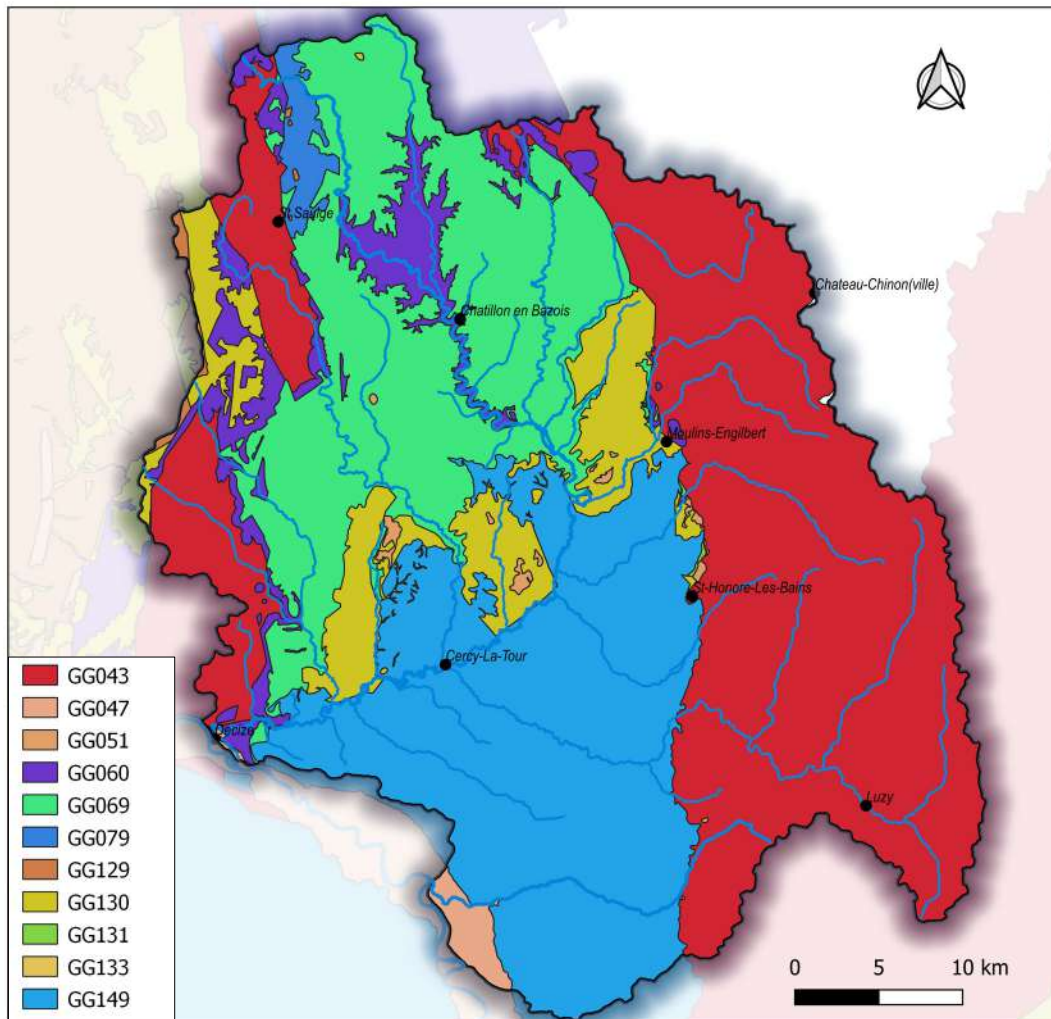 St Saulge
Chateau-Chinon(ville)
Chatillon en Bazois
Moulins-Engilbert
St-Honore-Les-Bains
Cercy-La-Tour
Decize
Luzy
GG043
GG047
GG051
GG060
GG069
GG079
GG129
GG130
GG131
GG133
GG149
0 5 10 km